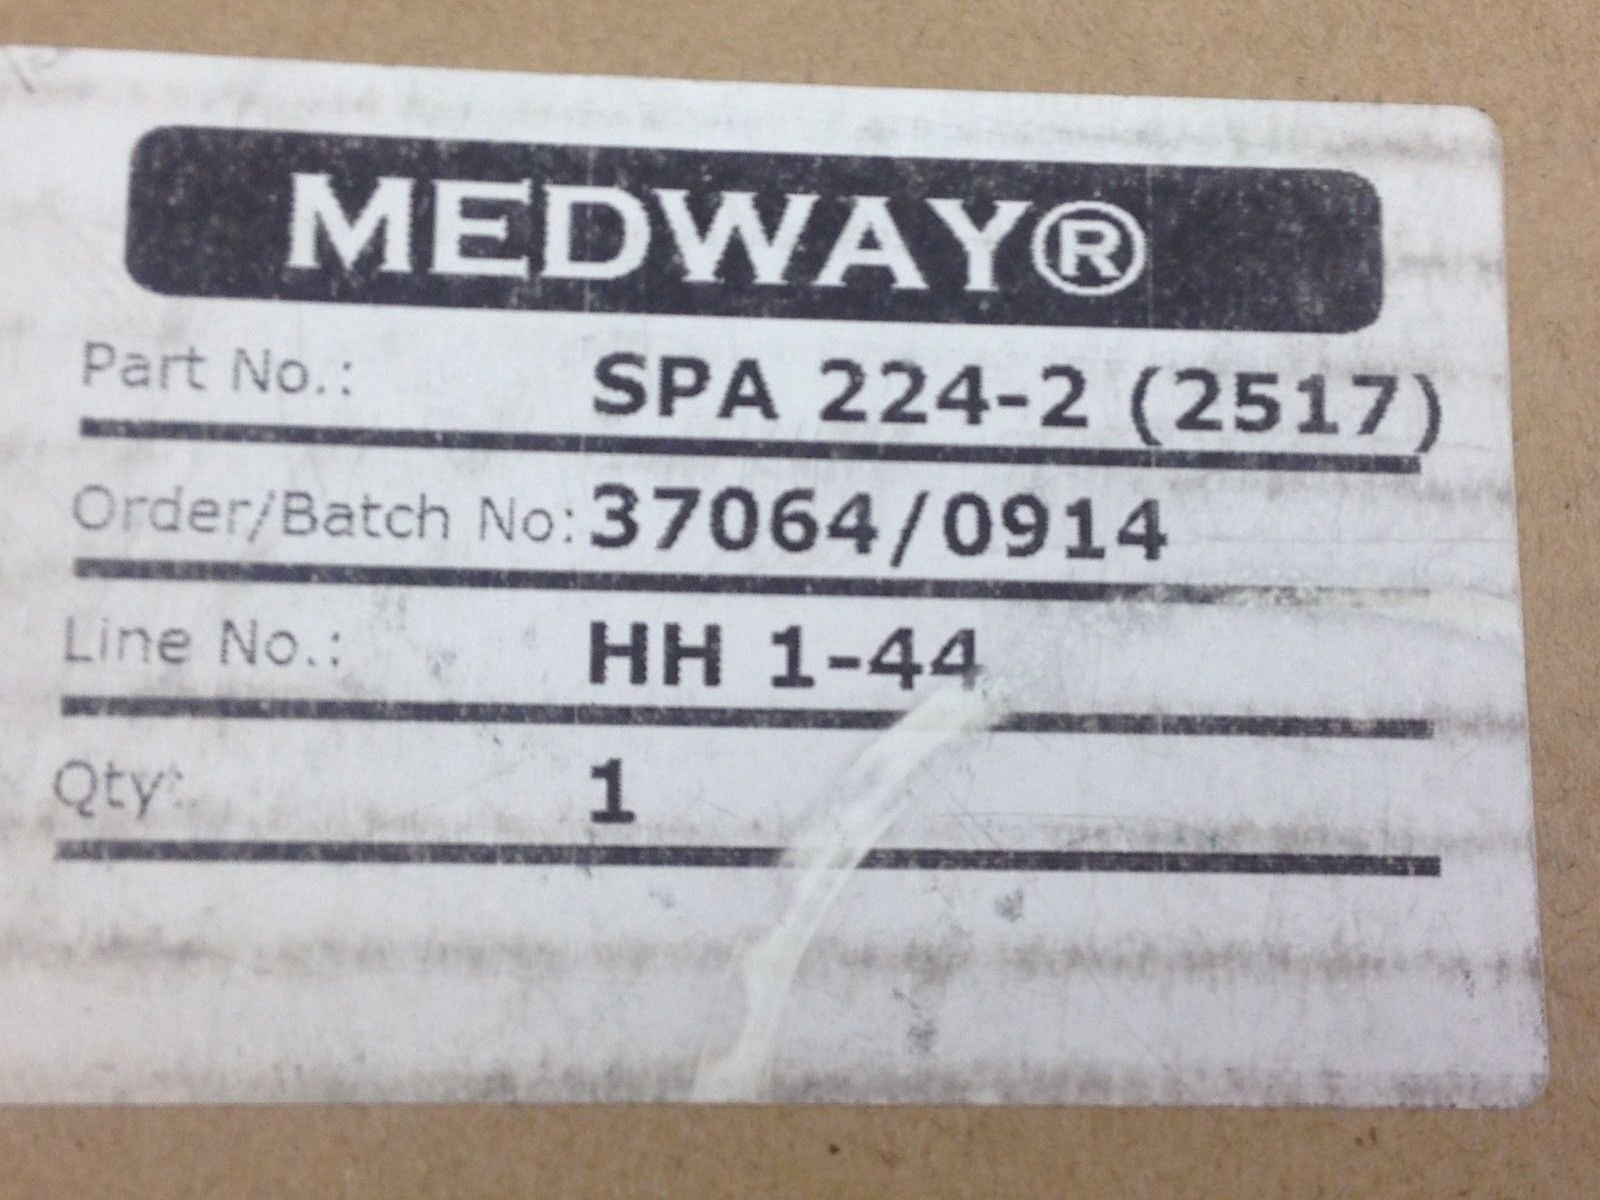 MEDWAY®
Part No.: SPA 224-2 (2517)
Order/Batch No: 37064/0914
Line No.: HH 1-44
Qty: 1